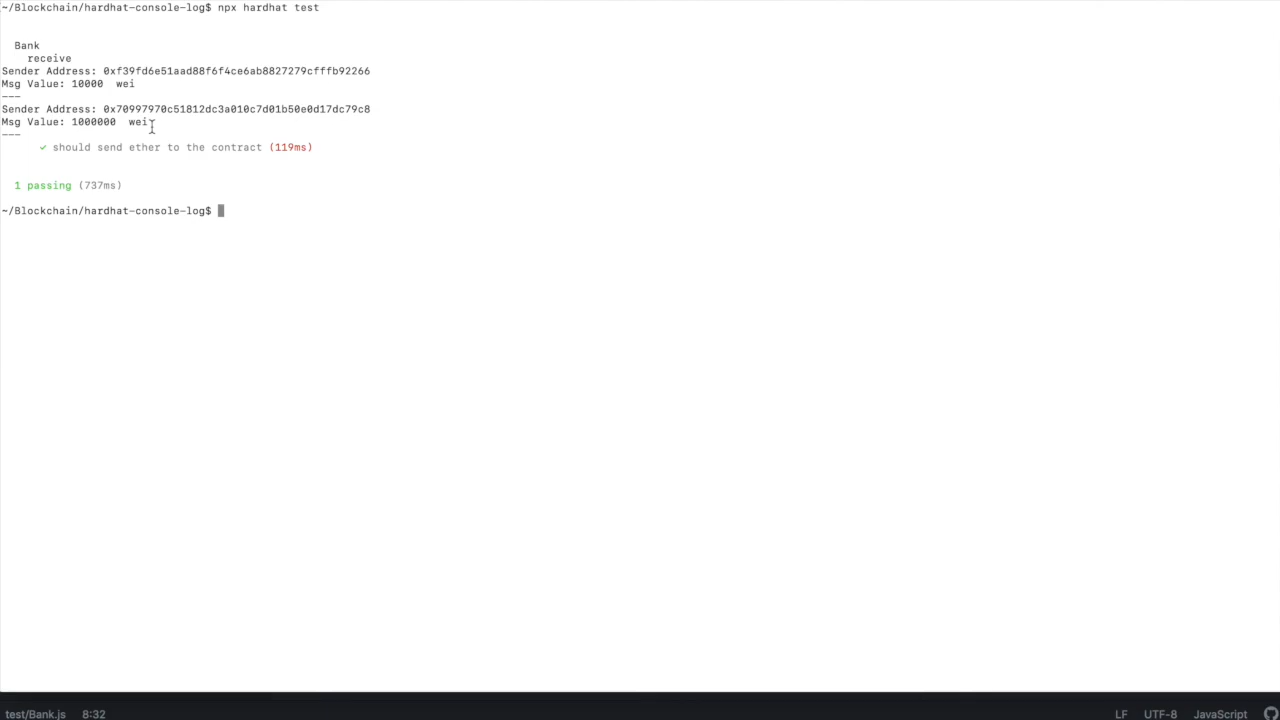 ~/Blockchain/hardhat-console-log$ npx hardhat test
Bank
receive
Sender Address: 0xf39fd6e51aad88f6f4ce6ab8827279cfffb92266
Msg Value: 10000  wei
---
Sender Address: 0x70997970c51812dc3a010c7d01b50e0d17dc79c8
Msg Value: 1000000  wei
---
✓ should send ether to the contract (119ms)
1 passing (737ms)
~/Blockchain/hardhat-console-log$
test/Bank.js 8:32 LF UTF-8 JavaScript